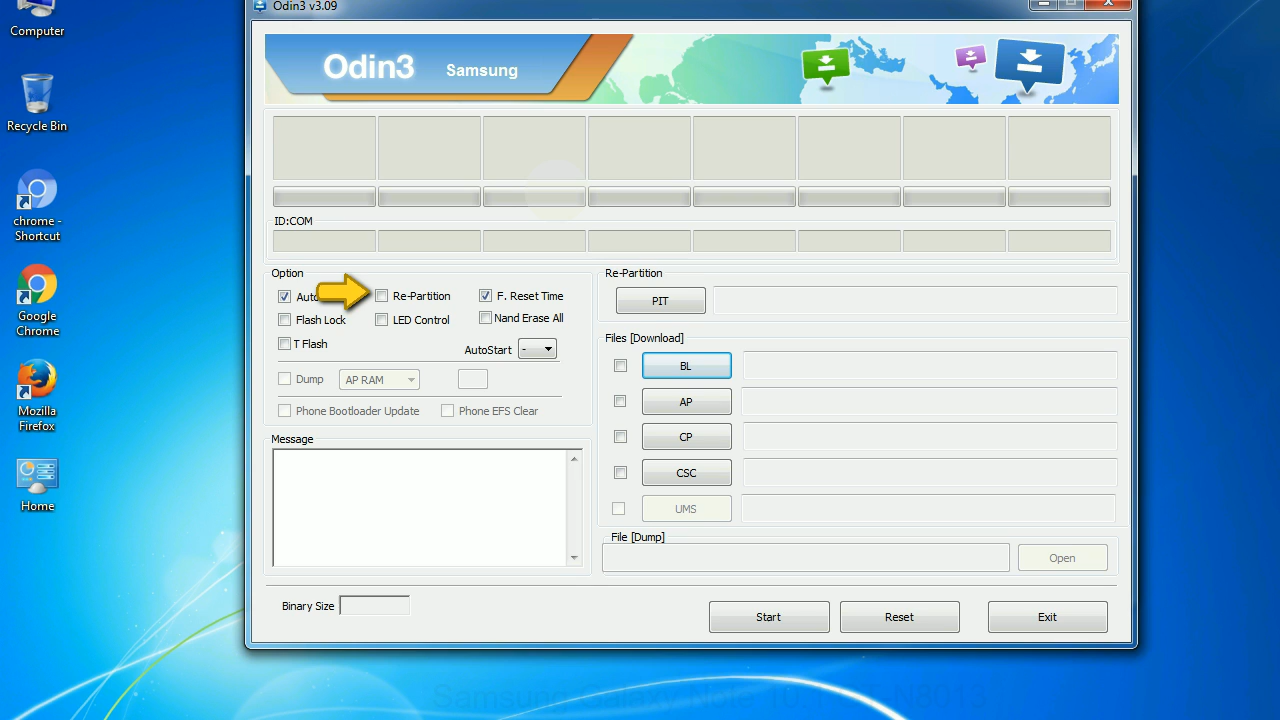 Odin3 v3.09
Computer
Odin3 Samsung
Recycle Bin
chrome - Shortcut
ID:COM
Google Chrome
Option
Re-Partition
F. Reset Time
Flash Lock
LED Control
Nand Erase All
T Flash
AutoStart -
Dump AP RAM
Phone Bootloader Update
Phone EFS Clear
Mozilla Firefox
Home
Message
Re-Partition
PIT
Files [Download]
BL
AP
CP
CSC
UMS
File [Dump]
Open
Binary Size
Start
Reset
Exit